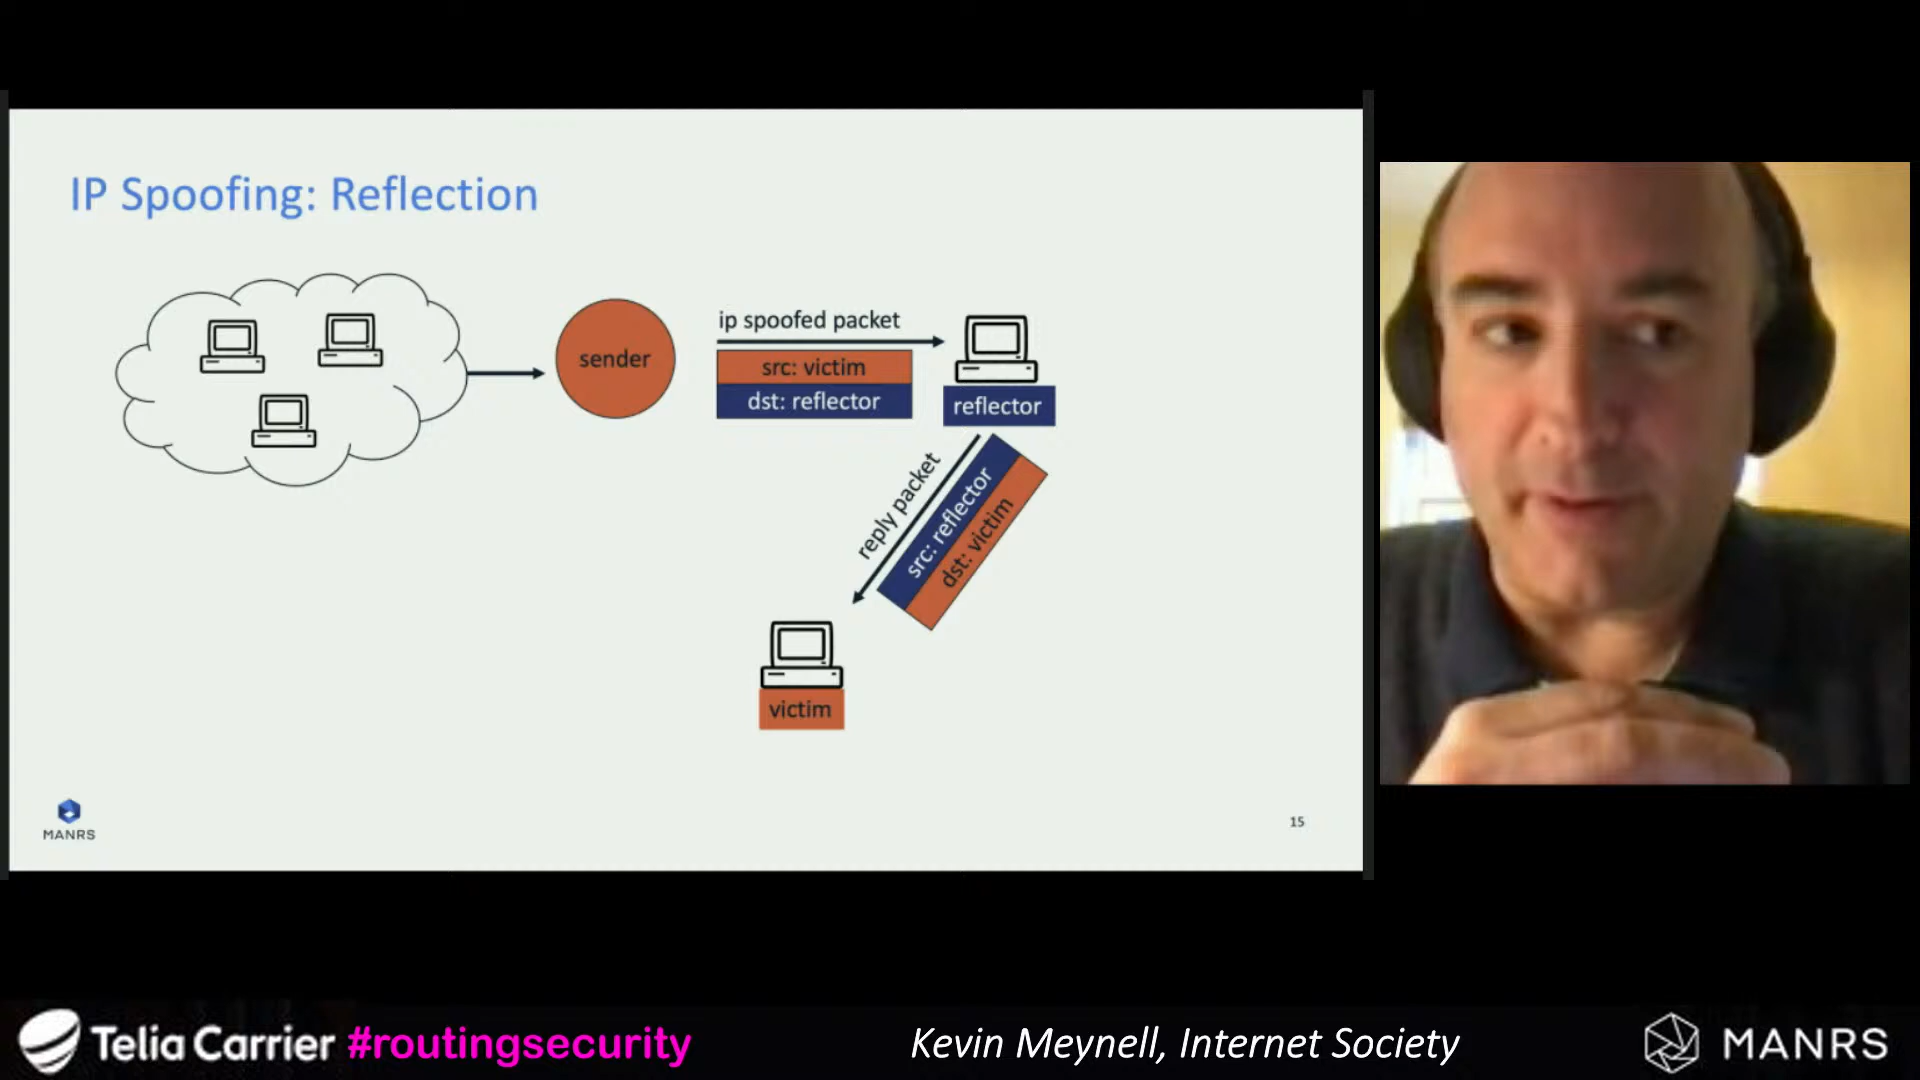 IP Spoofing: Reflection
sender
ip spoofed packet
src: victim
dst: reflector
reflector
reply packet
src: reflector
dst: victim
victim
MANRS
15
Telia Carrier #routingsecurity
Kevin Meynell, Internet Society
MANRS